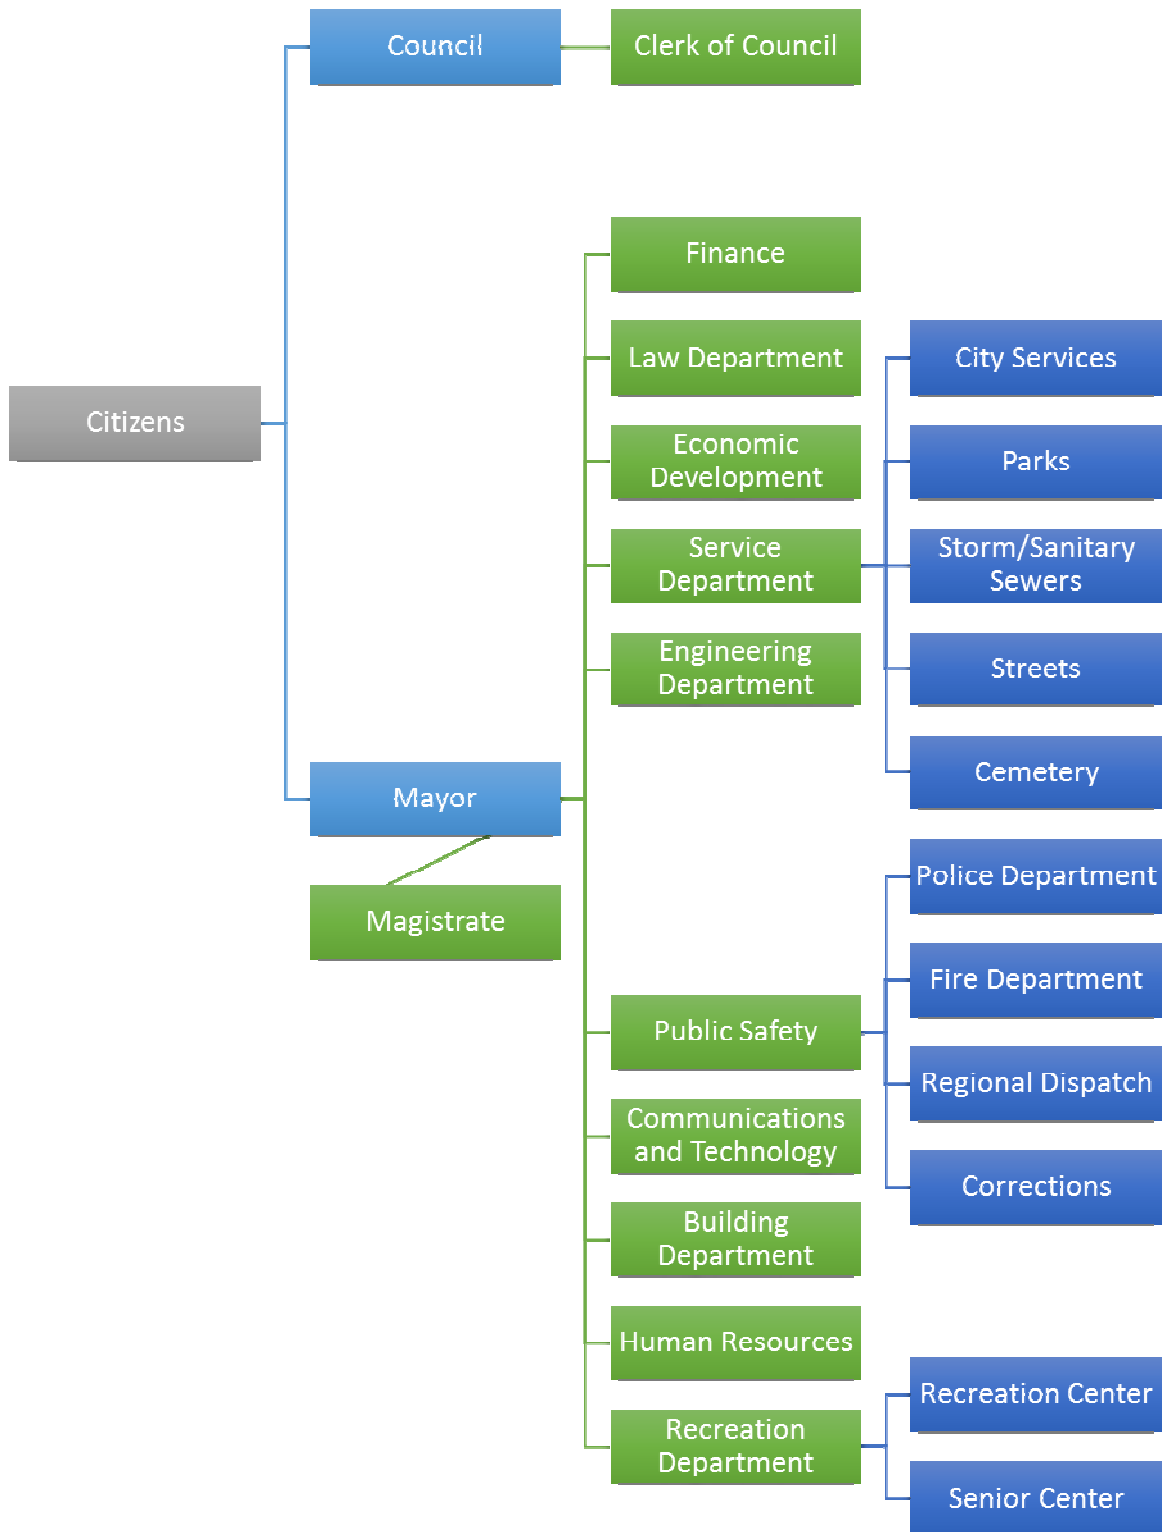 Council
Clerk of Council
Finance
Law Department
City Services
Citizens
Economic
Development
Parks
Service
Department
Storm/Sanitary
Sewers
Engineering
Department
Streets
Mayor
Cemetery
Magistrate
Police Department
Fire Department
Public Safety
Regional Dispatch
Communications
and Technology
Corrections
Building
Department
Human Resources
Recreation Center
Recreation
Department
Senior Center